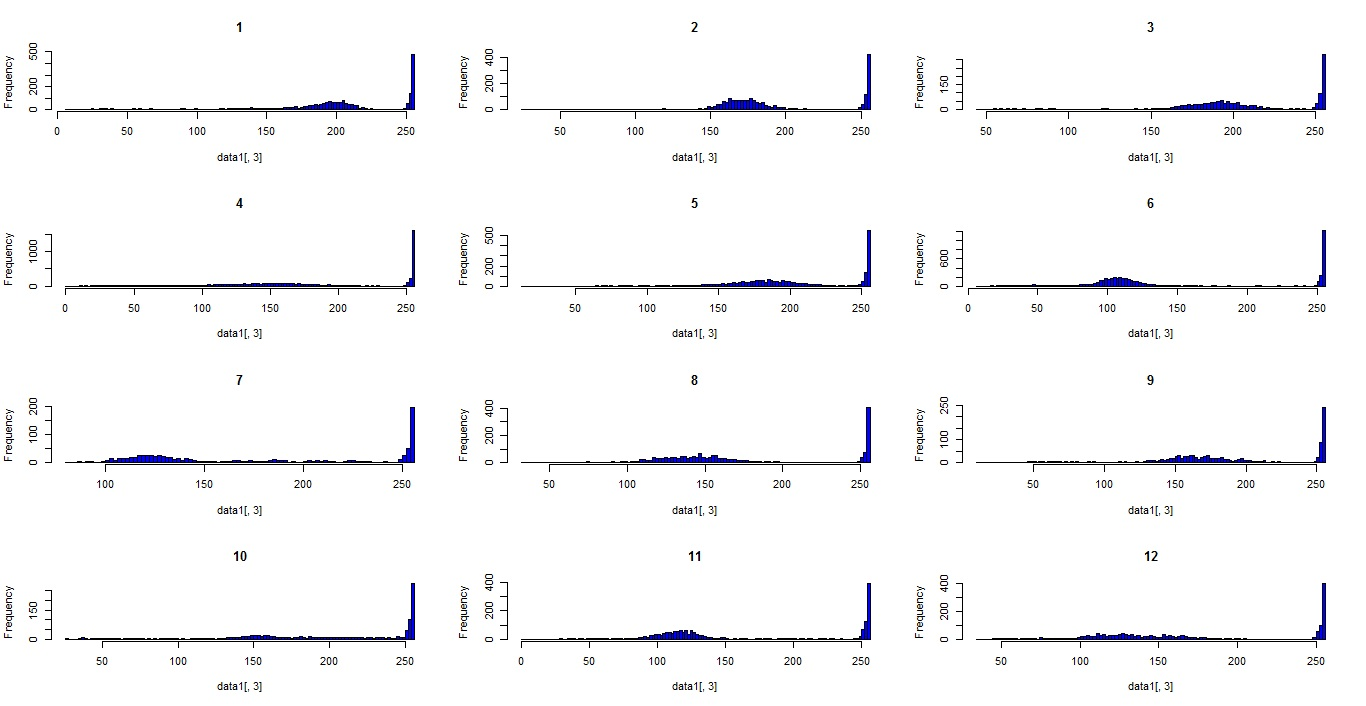 1 2 3
Frequency 0 200 500
0 50 100 150 200 250
data1[, 3]
Frequency 0 200 400
50 100 150 200 250
data1[, 3]
Frequency 0 150
50 100 150 200 250
data1[, 3]
4 5 6
Frequency 0 1000
0 50 100 150 200 250
data1[, 3]
Frequency 0 200 500
50 100 150 200 250
data1[, 3]
Frequency 0 600
0 50 100 150 200 250
data1[, 3]
7 8 9
Frequency 0 100 200
100 150 200 250
data1[, 3]
Frequency 0 200 400
50 100 150 200 250
data1[, 3]
Frequency 0 100 250
50 100 150 200 250
data1[, 3]
10 11 12
Frequency 0 150
50 100 150 200 250
data1[, 3]
Frequency 0 200 400
0 50 100 150 200 250
data1[, 3]
Frequency 0 200 400
50 100 150 200 250
data1[, 3]